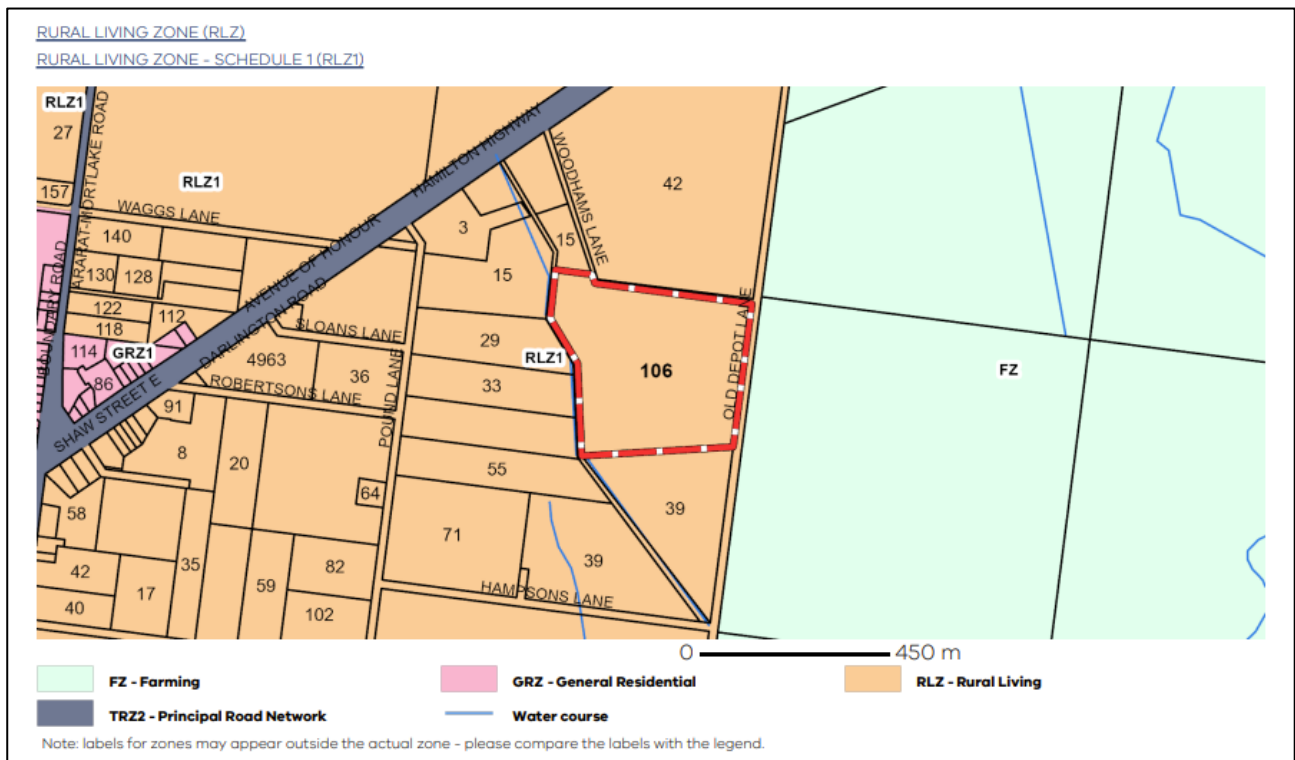 RURAL LIVING ZONE (RLZ)
RURAL LIVING ZONE - SCHEDULE 1 (RLZ1)
RLZ1
27
157
ARARAT-MORTLAKE ROAD
RLZ1
WAGGS LANE
HAMILTON HIGHWAY
WOODHAMS LANE
42
140
130
128
122
118
112
114
GRZ1
86
BOUNDARY ROAD
AVENUE OF HONOUR
DARLINGTON ROAD
SHAW STREET E
3
15
15
SLOANS LANE
4963
36
ROBERTSONS LANE
POUND LANE
29
RLZ1
33
106
OLD DEPOT LANE
FZ
91
8
20
55
64
39
58
71
39
35
42
17
59
82
40
102
HAMPSONS LANE
0 450 m
FZ - Farming
GRZ - General Residential
RLZ - Rural Living
TRZ2 - Principal Road Network
Water course
Note: labels for zones may appear outside the actual zone - please compare the labels with the legend.